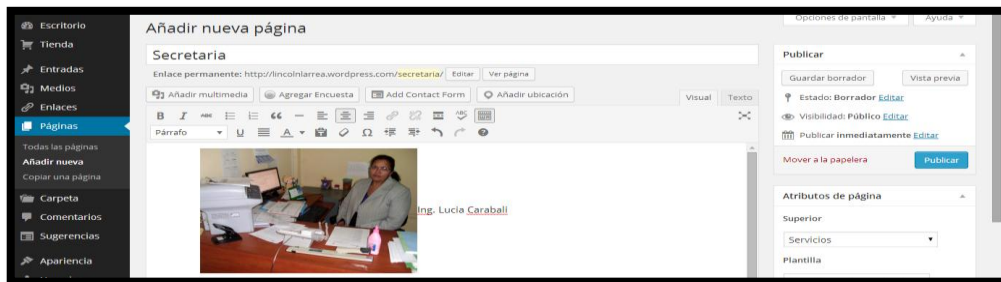 Escritorio
Tienda
Entradas
Medios
Enlaces
Páginas
Todas las páginas
Añadir nueva
Copiar una página
Carpeta
Comentarios
Sugerencias
Apariencia
Opciones de pantalla
Ayuda
Añadir nueva página
Secretaria
Enlace permanente: http://lincolnlarrea.wordpress.com/secretaria/ Editar Ver página
Añadir multimedia Agregar Encuesta Add Contact Form Añadir ubicación
Visual Texto
B I ABC ABC
Párrafo U A Ω
Ing. Lucia Carabali
Publicar
Guardar borrador Vista previa
Estado: Borrador Editar
Visibilidad: Público Editar
Publicar inmediatamente Editar
Mover a la papelera Publicar
Atributos de página
Superior
Servicios
Plantilla